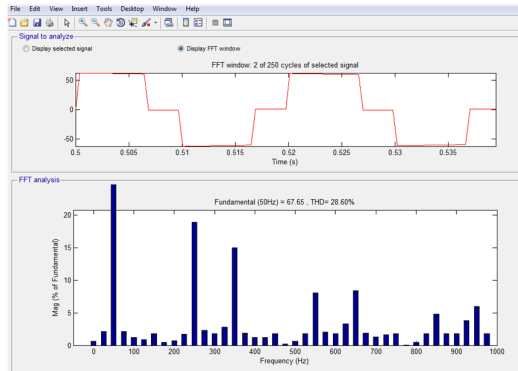 File Edit View Insert Tools Desktop Window Help
Signal to analyze
Display selected signal Display FFT window
FFT window: 2 of 250 cycles of selected signal
50
0
-50
0.5 0.505 0.51 0.515 0.52 0.525 0.53 0.535
Time (s)
FFT analysis
Fundamental (50Hz) = 67.65 , THD= 28.60%
20
15
10
5
0
Mag (% of Fundamental)
0 100 200 300 400 500 600 700 800 900 1000
Frequency (Hz)